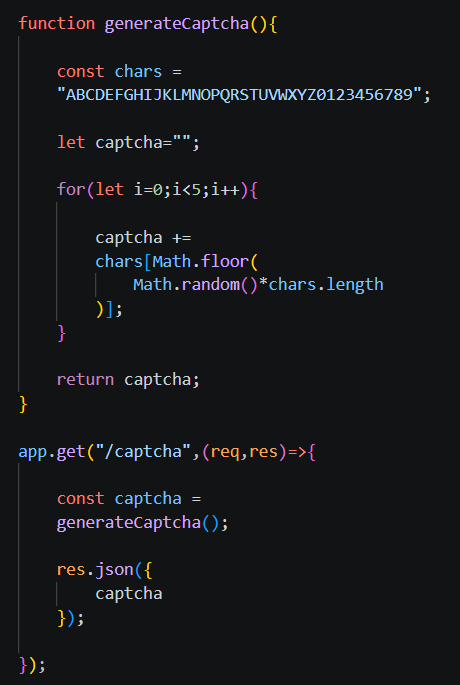 function generateCaptcha(){
const chars =
"ABCDEFGHIJKLMNOPQRSTUVWXYZ0123456789";
let captcha="";
for(let i=0;i<5;i++){
captcha +=
chars[Math.floor(
Math.random()*chars.length
)];
}
return captcha;
}
app.get("/captcha",(req,res)=>{
const captcha =
generateCaptcha();
res.json({
captcha
});
});